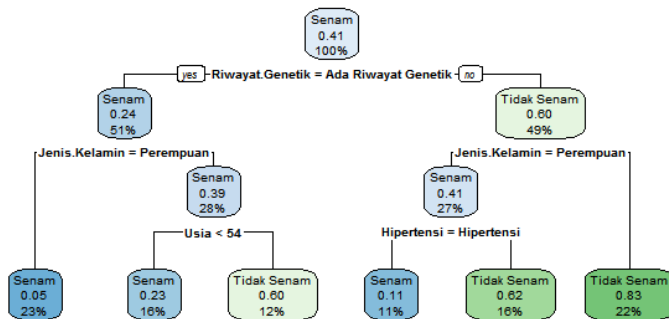 Senam
0.41
100%
yes Riwayat.Genetik = Ada Riwayat Genetik no
Senam
0.24
51%
Tidak Senam
0.60
49%
Jenis.Kelamin = Perempuan
Jenis.Kelamin = Perempuan
Senam
0.39
28%
Senam
0.41
27%
Usia < 54
Hipertensi = Hipertensi
Senam
0.05
23%
Senam
0.23
16%
Tidak Senam
0.60
12%
Senam
0.11
11%
Tidak Senam
0.62
16%
Tidak Senam
0.83
22%